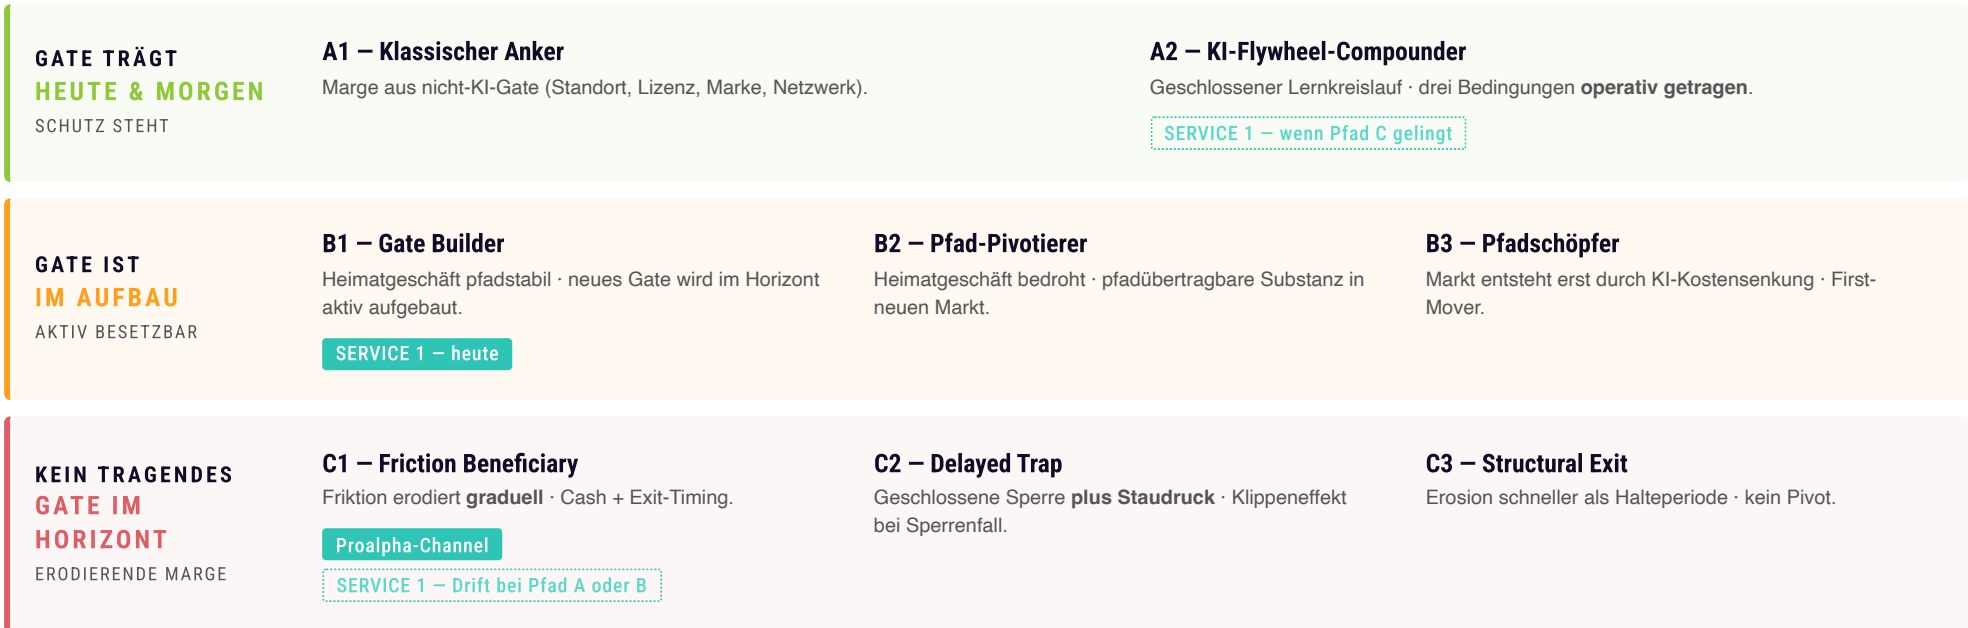 GATE TRÄGT
HEUTE & MORGEN
SCHUTZ STEHT
A1 — Klassischer Anker
Marge aus nicht-KI-Gate (Standort, Lizenz, Marke, Netzwerk).
A2 — KI-Flywheel-Compounder
Geschlossener Lernkreislauf · drei Bedingungen operativ getragen.
SERVICE 1 — wenn Pfad C gelingt
GATE IST
IM AUFBAU
AKTIV BESETZBAR
B1 — Gate Builder
Heimatgeschäft pfadstabil · neues Gate wird im Horizont
aktiv aufgebaut.
SERVICE 1 — heute
B2 — Pfad-Pivotierer
Heimatgeschäft bedroht · pfadübertragbare Substanz in
neuen Markt.
B3 — Pfadschöpfer
Markt entsteht erst durch KI-Kostensenkung · First-
Mover.
KEIN TRAGENDES
GATE IM
HORIZONT
ERODIERENDE MARGE
C1 — Friction Beneficiary
Friktion erodiert graduell · Cash + Exit-Timing.
Proalpha-Channel
SERVICE 1 — Drift bei Pfad A oder B
C2 — Delayed Trap
Geschlossene Sperre plus Staudruck · Klippeneffekt
bei Sperrenfall.
C3 — Structural Exit
Erosion schneller als Halteperiode · kein Pivot.